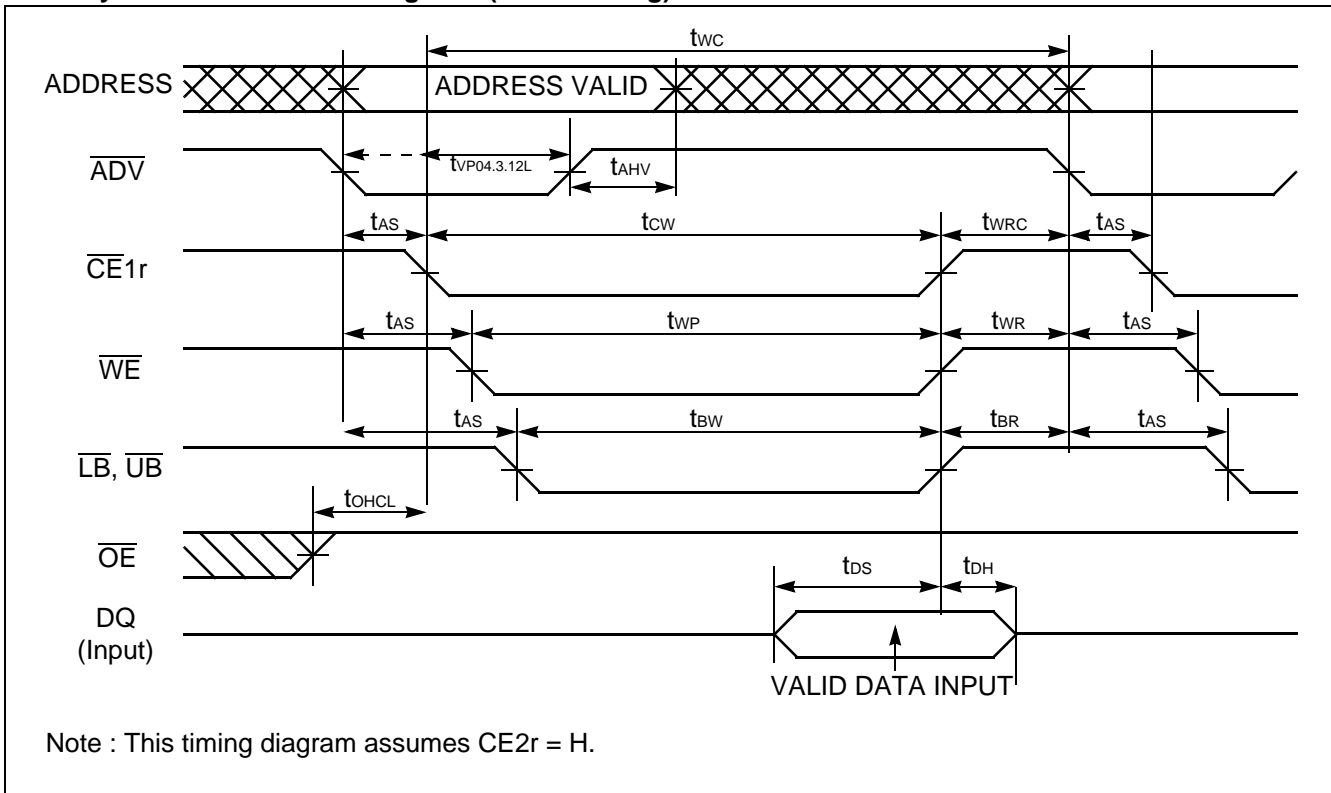 tWC
ADDRESS
ADDRESS VALID
ADV
tVP04.3.12L
tAHV
tAS
tCW
tWRC
tAS
CE1r
tAS
tWP
tWR
tAS
WE
tAS
tBW
tBR
tAS
LB, UB
tOHCL
OE
tDS
tDH
DQ
(Input)
VALID DATA INPUT
Note : This timing diagram assumes CE2r = H.